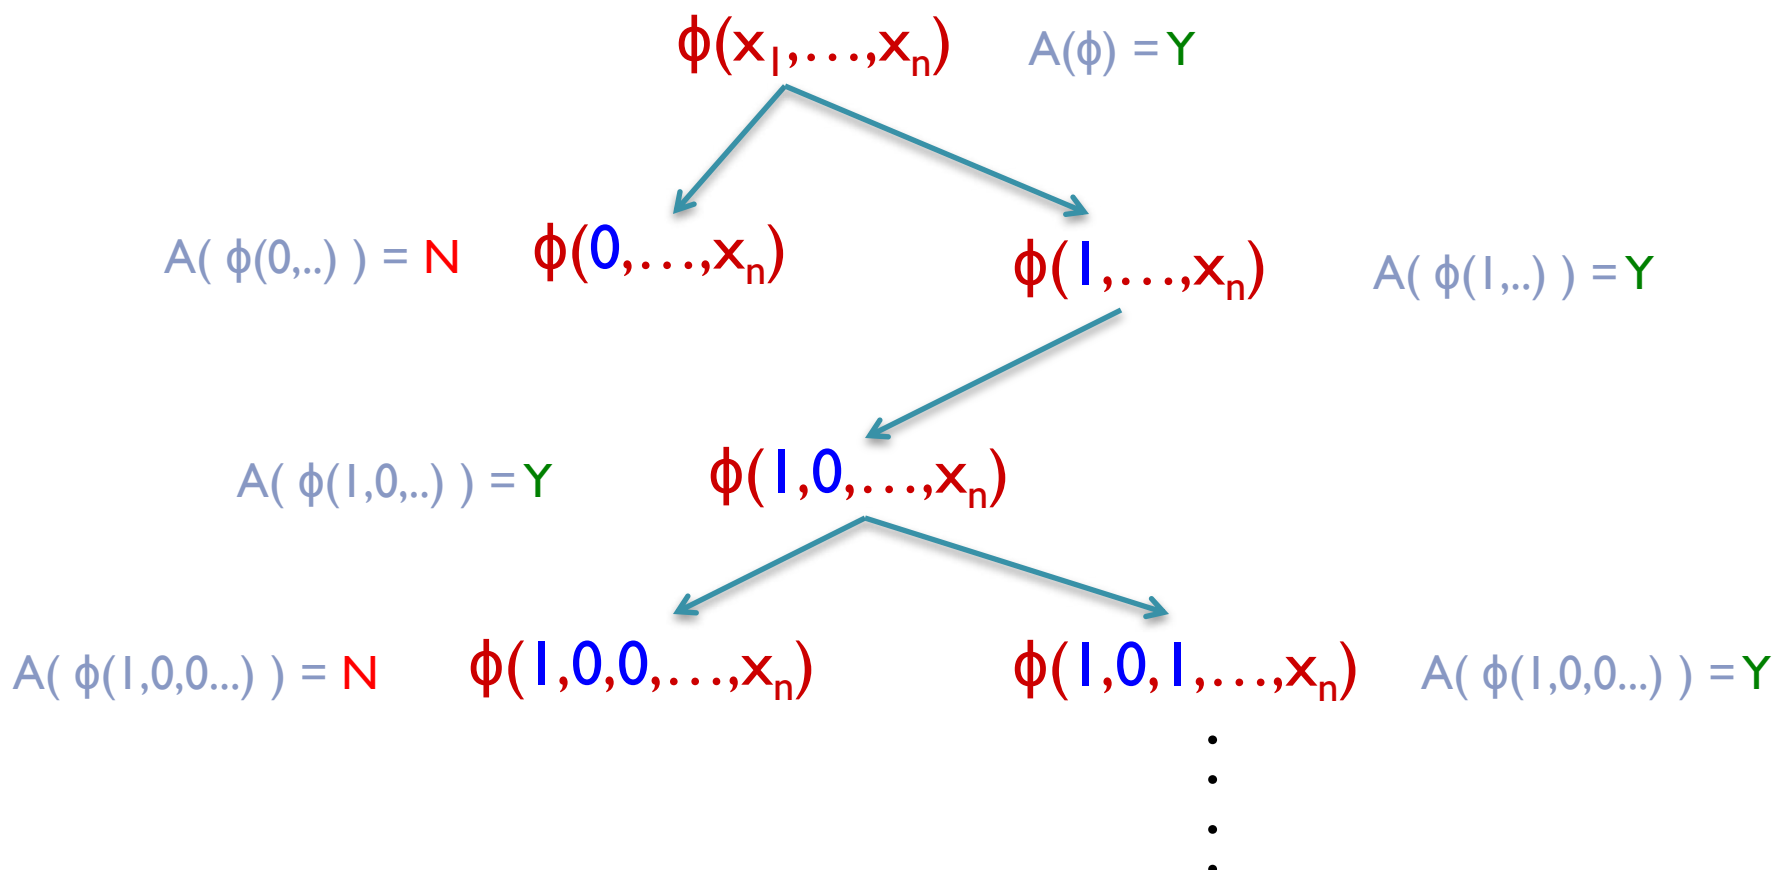 ϕ(x₁,…,xₙ) A(ϕ) = Y
A( ϕ(0,..) ) = N ϕ(0,…,xₙ) ϕ(1,…,xₙ) A( ϕ(1,..) ) = Y
A( ϕ(1,0,..) ) = Y ϕ(1,0,…,xₙ)
A( ϕ(1,0,0...) ) = N ϕ(1,0,0,…,xₙ) ϕ(1,0,1,…,xₙ) A( ϕ(1,0,0...) ) = Y
.
.
.
.